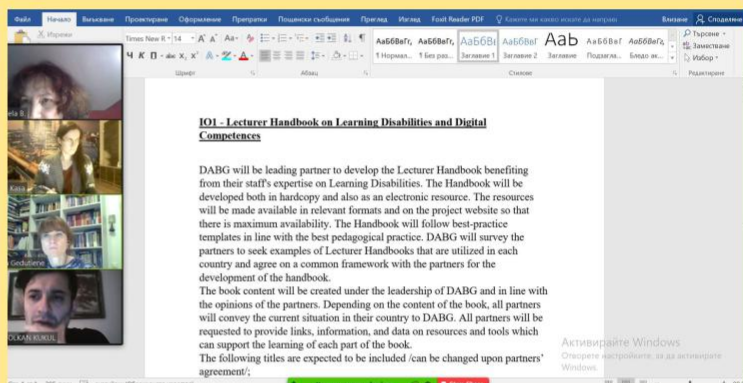 Файл Начало Вмъкване Проектиране Оформление Препратки Пощенски съобщения Преглед Изглед Foxit Reader PDF Кажете ми какво искате да направи Влизане Споделяне
Изрежи
Times New R 14
Търсене
Заместване
Избор
АаБбВвГг, АаБбВвГг, АаБбВі АаБбВвГ АаБ АаБбВвГ АаБбВвГг,
1 Нормал... 1 Без раз... Заглавие 1 Заглавие 2 Заглавие Подзагла... Бледо ак...
Шрифт Абзац Стилове Редактиране
ela B
Kasa
Gedutiene
OLKAN KUKUL
IO1 - Lecturer Handbook on Learning Disabilities and Digital
Competences
DABG will be leading partner to develop the Lecturer Handbook benefiting
from their staff's expertise on Learning Disabilities. The Handbook will be
developed both in hardcopy and also as an electronic resource. The resources
will be made available in relevant formats and on the project website so that
there is maximum availability. The Handbook will follow best-practice
templates in line with the best pedagogical practice. DABG will survey the
partners to seek examples of Lecturer Handbooks that are utilized in each
country and agree on a common framework with the partners for the
development of the handbook.
The book content will be created under the leadership of DABG and in line with
the opinions of the partners. Depending on the content of the book, all partners
will convey the current situation in their country to DABG. All partners will be
requested to provide links, information, and data on resources and tools which
can support the learning of each part of the book.
The following titles are expected to be included /can be changed upon partners'
agreement/;
Активирайте Windows
Отворете настройките, за да активирате
Windows.